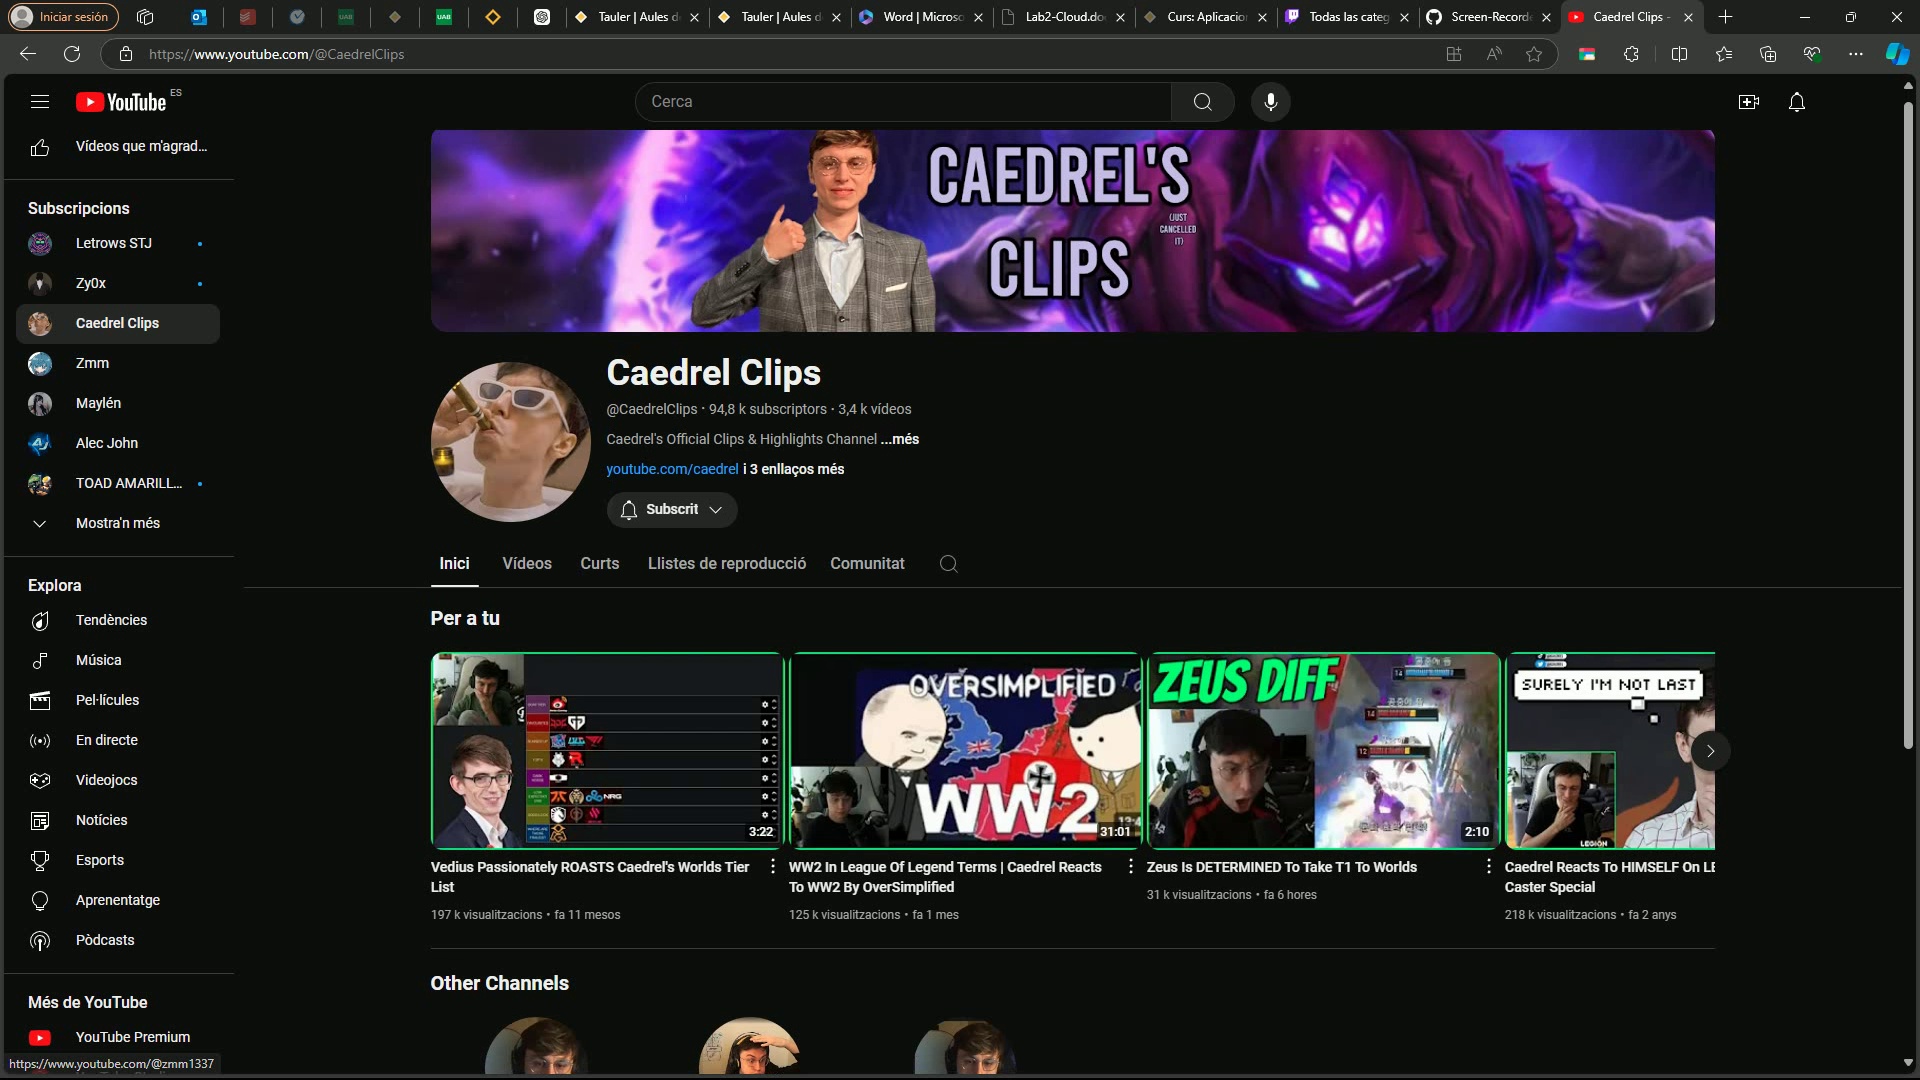 Iniciar sesión
Tauler | Aules d
Tauler | Aules d
Word | Microso
Lab2-Cloud.do
Curs: Aplicacio
Todas las categ
Screen-Record
Caedrel Clips -
https://www.youtube.com/@CaedrelClips
YouTube ES
Cerca
Vídeos que m'agrad...
Subscripcions
Letrows STJ
Zy0x
Caedrel Clips
Zmm
Maylén
Alec John
TOAD AMARILL...
Mostra'n més
Explora
Tendències
Música
Pel·lícules
En directe
Videojocs
Notícies
Esports
Aprenentatge
Pòdcasts
Més de YouTube
YouTube Premium
https://www.youtube.com/@zmm1337
CAEDREL'S
(JUST
CANCELLED
IT)
CLIPS
Caedrel Clips
@CaedrelClips · 94,8 k subscriptors · 3,4 k vídeos
Caedrel's Official Clips & Highlights Channel ...més
youtube.com/caedrel i 3 enllaços més
Subscrit
Inici
Vídeos
Curts
Llistes de reproducció
Comunitat
Per a tu
3:22
OVERSIMPLIFIED
WW2
31:01
ZEUS DIFF
2:10
SURELY I'M NOT LAST
LEGION
Vedius Passionately ROASTS Caedrel's Worlds Tier
List
197 k visualitzacions · fa 11 mesos
WW2 In League Of Legend Terms | Caedrel Reacts
To WW2 By OverSimplified
125 k visualitzacions · fa 1 mes
Zeus Is DETERMINED To Take T1 To Worlds
31 k visualitzacions · fa 6 hores
Caedrel Reacts To HIMSELF On LE
Caster Special
218 k visualitzacions · fa 2 anys
Other Channels